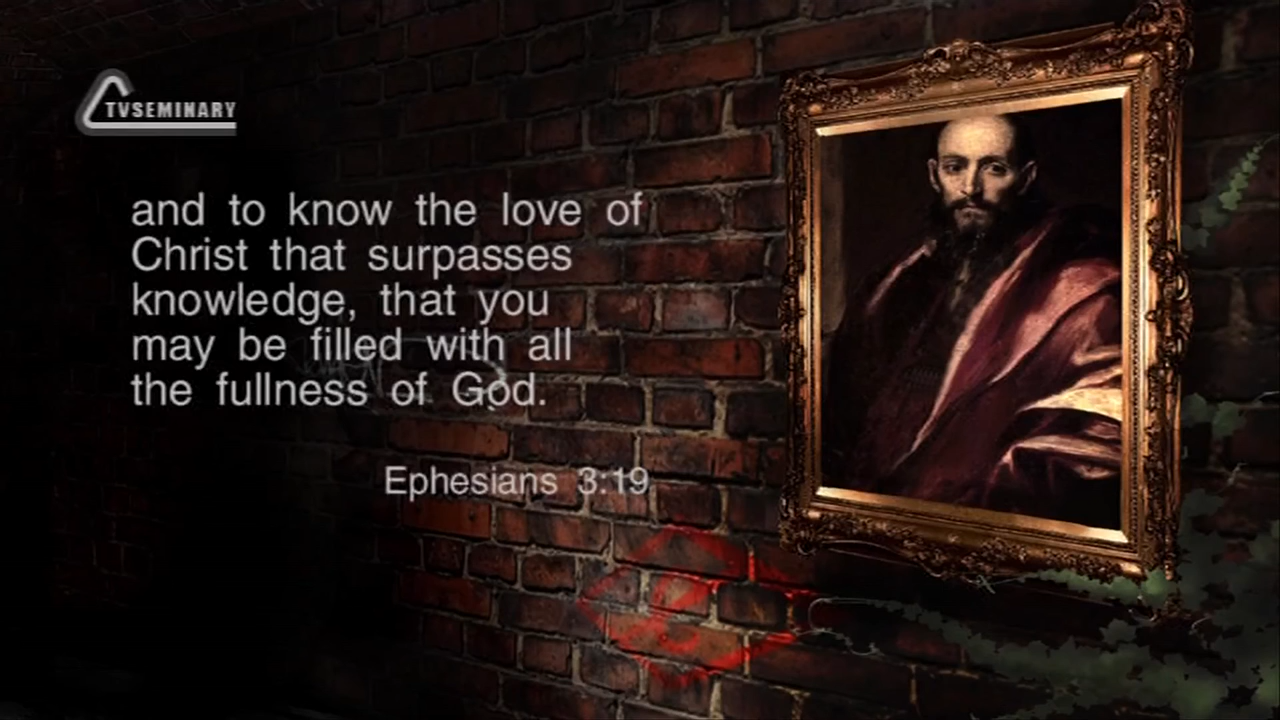 TVSEMINARY
and to know the love of
Christ that surpasses
knowledge, that you
may be filled with all
the fullness of God.
Ephesians 3:19